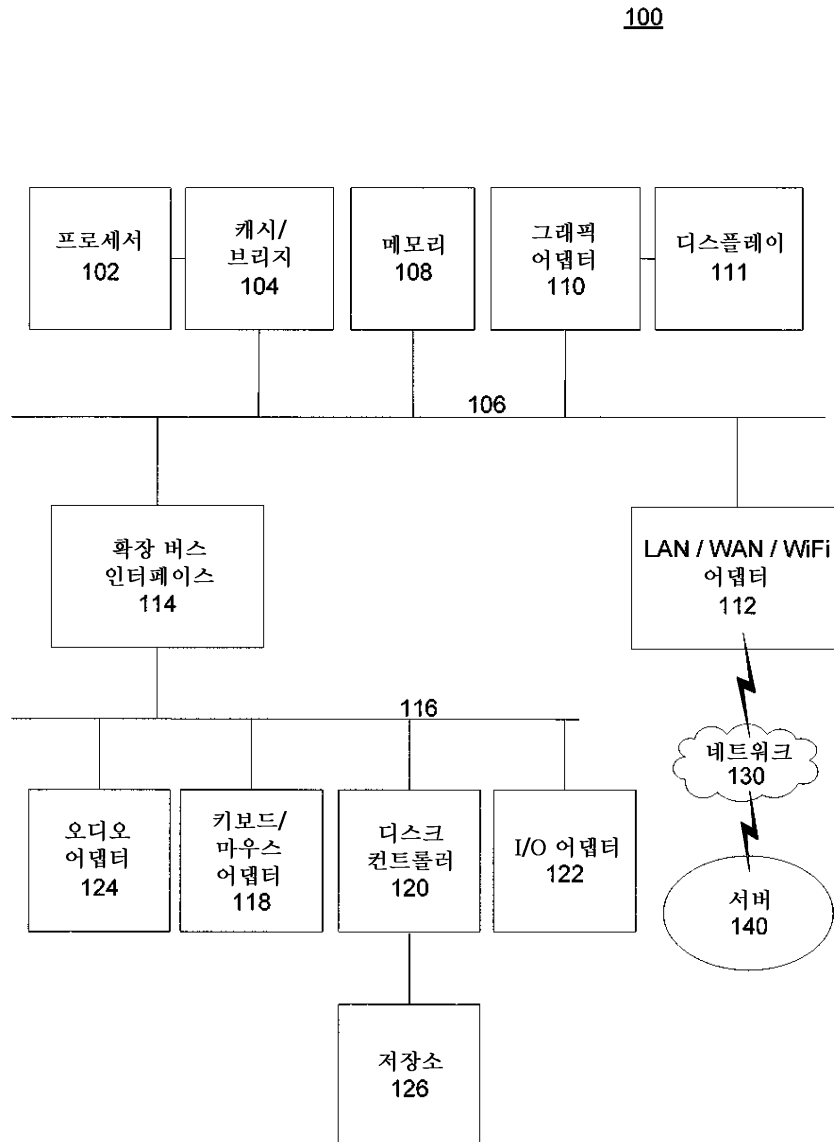 100
프로세서
102
캐시/
브리지
104
메모리
108
그래픽
어댑터
110
디스플레이
111
106
확장 버스
인터페이스
114
LAN / WAN / WiFi
어댑터
112
116
네트워크
130
오디오
어댑터
124
키보드/
마우스
어댑터
118
디스크
컨트롤러
120
I/O 어댑터
122
서버
140
저장소
126